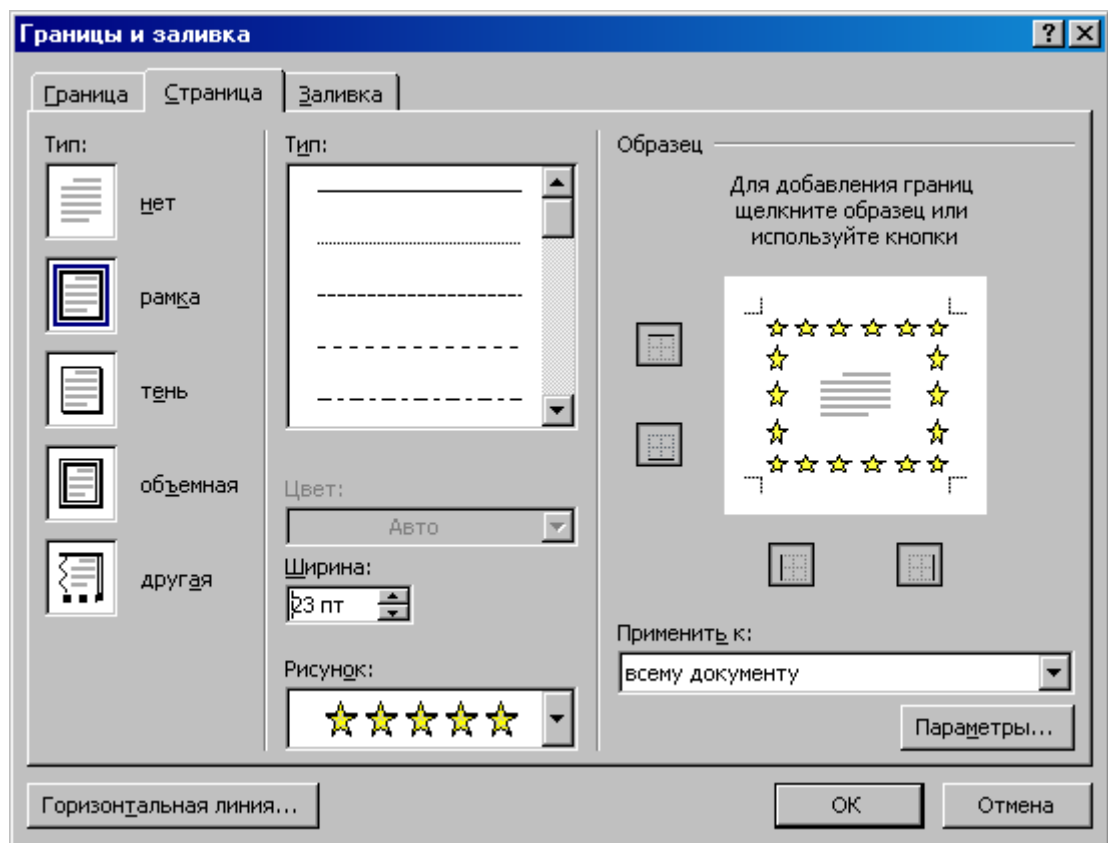 Границы и заливка
Граница
Страница
Заливка
Тип:
нет
рамка
тень
объемная
другая
Тип:
Цвет:
Авто
Ширина:
23 пт
Рисунок:
Образец
Для добавления границ
щелкните образец или
используйте кнопки
Применить к:
всему документу
Параметры...
Горизонтальная линия...
ОК
Отмена